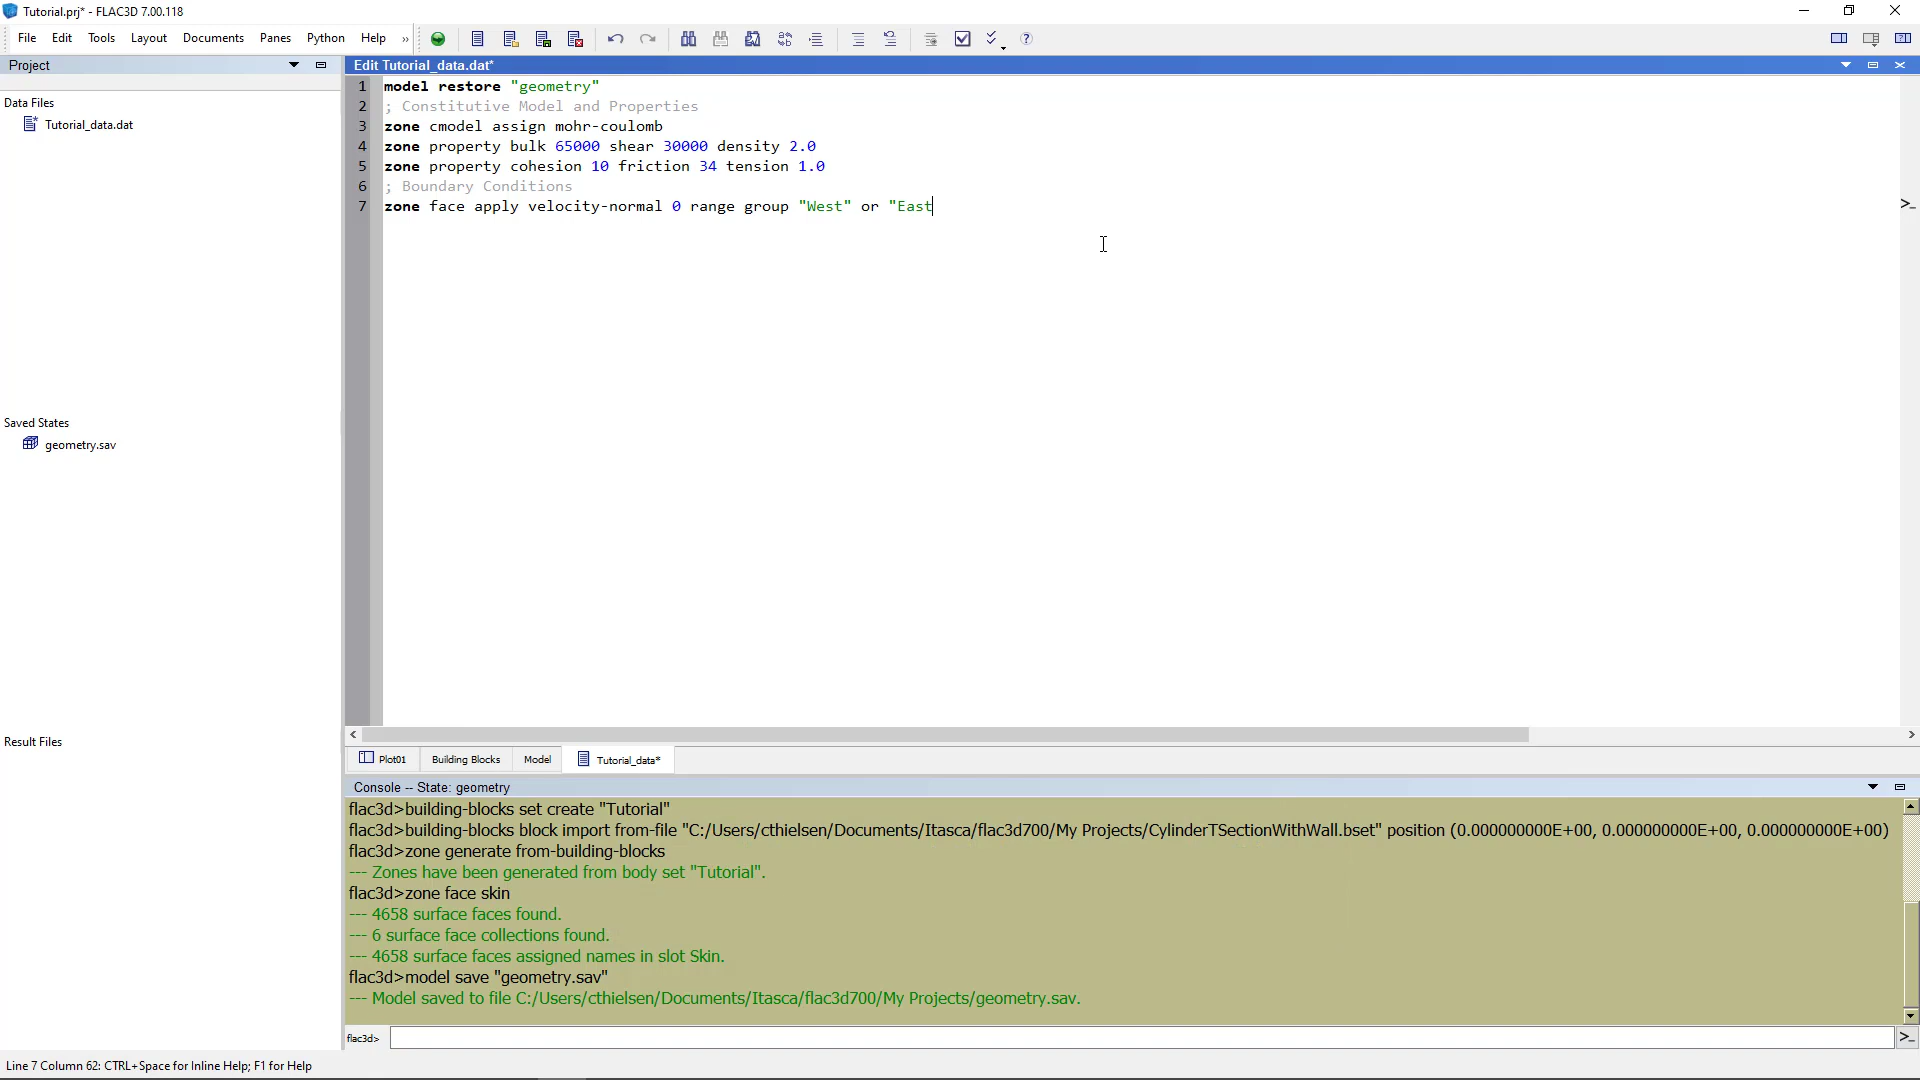 Tutorial.prj* - FLAC3D 7.00.118
File Edit Tools Layout Documents Panes Python Help »
Project
Edit Tutorial_data.dat*
Data Files
Tutorial_data.dat
Saved States
geometry.sav
Result Files
1 model restore "geometry"
2 ; Constitutive Model and Properties
3 zone cmodel assign mohr-coulomb
4 zone property bulk 65000 shear 30000 density 2.0
5 zone property cohesion 10 friction 34 tension 1.0
6 ; Boundary Conditions
7 zone face apply velocity-normal 0 range group "West" or "East
Plot01 Building Blocks Model Tutorial_data*
Console -- State: geometry
flac3d>building-blocks set create "Tutorial"
flac3d>building-blocks block import from-file "C:/Users/cthielsen/Documents/Itasca/flac3d700/My Projects/CylinderTSectionWithWall.bset" position (0.000000000E+00, 0.000000000E+00, 0.000000000E+00)
flac3d>zone generate from-building-blocks
--- Zones have been generated from body set "Tutorial".
flac3d>zone face skin
--- 4658 surface faces found.
--- 6 surface face collections found.
--- 4658 surface faces assigned names in slot Skin.
flac3d>model save "geometry.sav"
--- Model saved to file C:/Users/cthielsen/Documents/Itasca/flac3d700/My Projects/geometry.sav.
flac3d>
Line 7 Column 62: CTRL+Space for Inline Help; F1 for Help